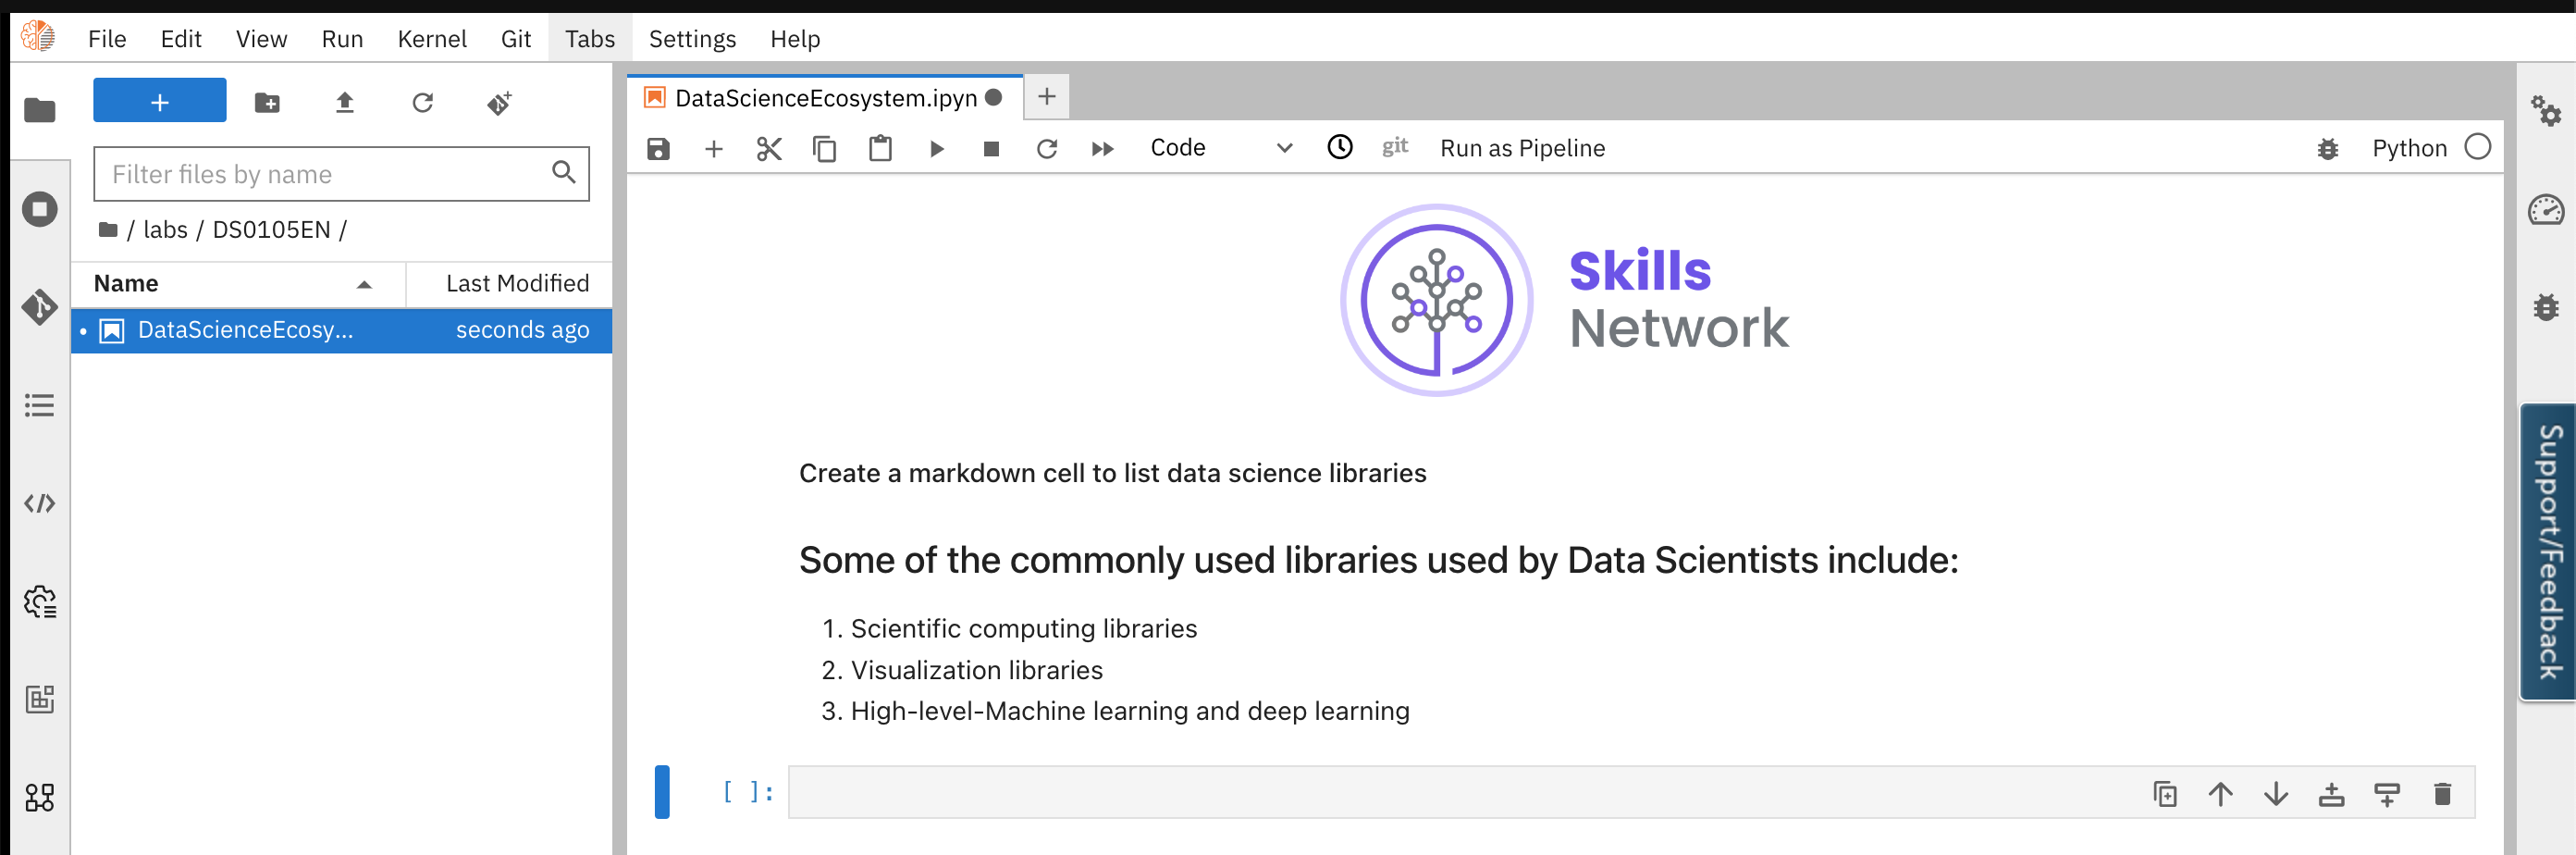 File Edit View Run Kernel Git Tabs Settings Help
DataScienceEcosystem.ipyn
Code git Run as Pipeline Python
Filter files by name
/ labs / DS0105EN /
Name Last Modified
DataScienceEcosy... seconds ago
Skills
Network
Create a markdown cell to list data science libraries
Some of the commonly used libraries used by Data Scientists include:
1. Scientific computing libraries
2. Visualization libraries
3. High-level-Machine learning and deep learning
[ ]:
Support/Feedback